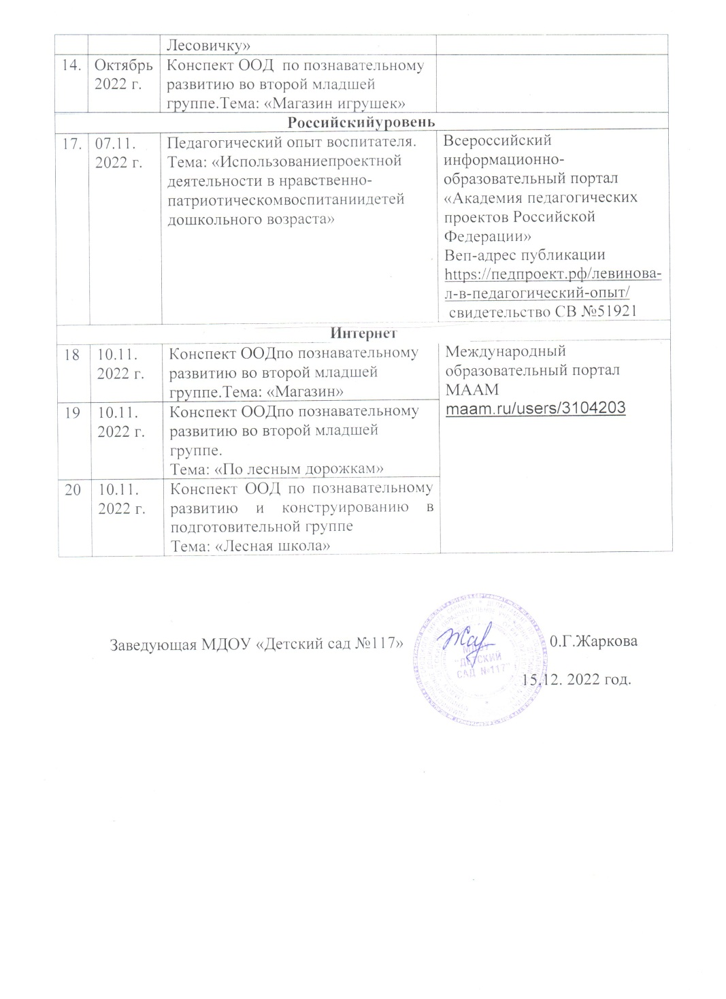 Лесовичку»
14. Октябрь 2022 г.
Конспект ООД по познавательному
развитию во второй младшей
группе.Тема: «Магазин игрушек»
Российскийуровень
17. 07.11. 2022 г.
Педагогический опыт воспитателя.
Тема: «Использованиепроектной
деятельности в нравственно-
патриотическомвоспитаниидетей
дошкольного возраста»
Всероссийский
информационно-
образовательный портал
«Академия педагогических
проектов Российской
Федерации»
Веп-адрес публикации
https://педпроект.рф/левинова-
л-в-педагогический-опыт/
свидетельство СВ №51921
Интернет
18 10.11. 2022 г.
Конспект ООДпо познавательному
развитию во второй младшей
группе.Тема: «Магазин»
Международный
образовательный портал
МААМ
maam.ru/users/3104203
19 10.11. 2022 г.
Конспект ООДпо познавательному
развитию во второй младшей
группе.
Тема: «По лесным дорожкам»
20 10.11. 2022 г.
Конспект ООД по познавательному
развитию и конструированию в
подготовительной группе
Тема: «Лесная школа»
Заведующая МДОУ «Детский сад №117» 0.Г.Жаркова
МДОУ
"ДЕТСКИЙ
САД №117"
15.12. 2022 год.